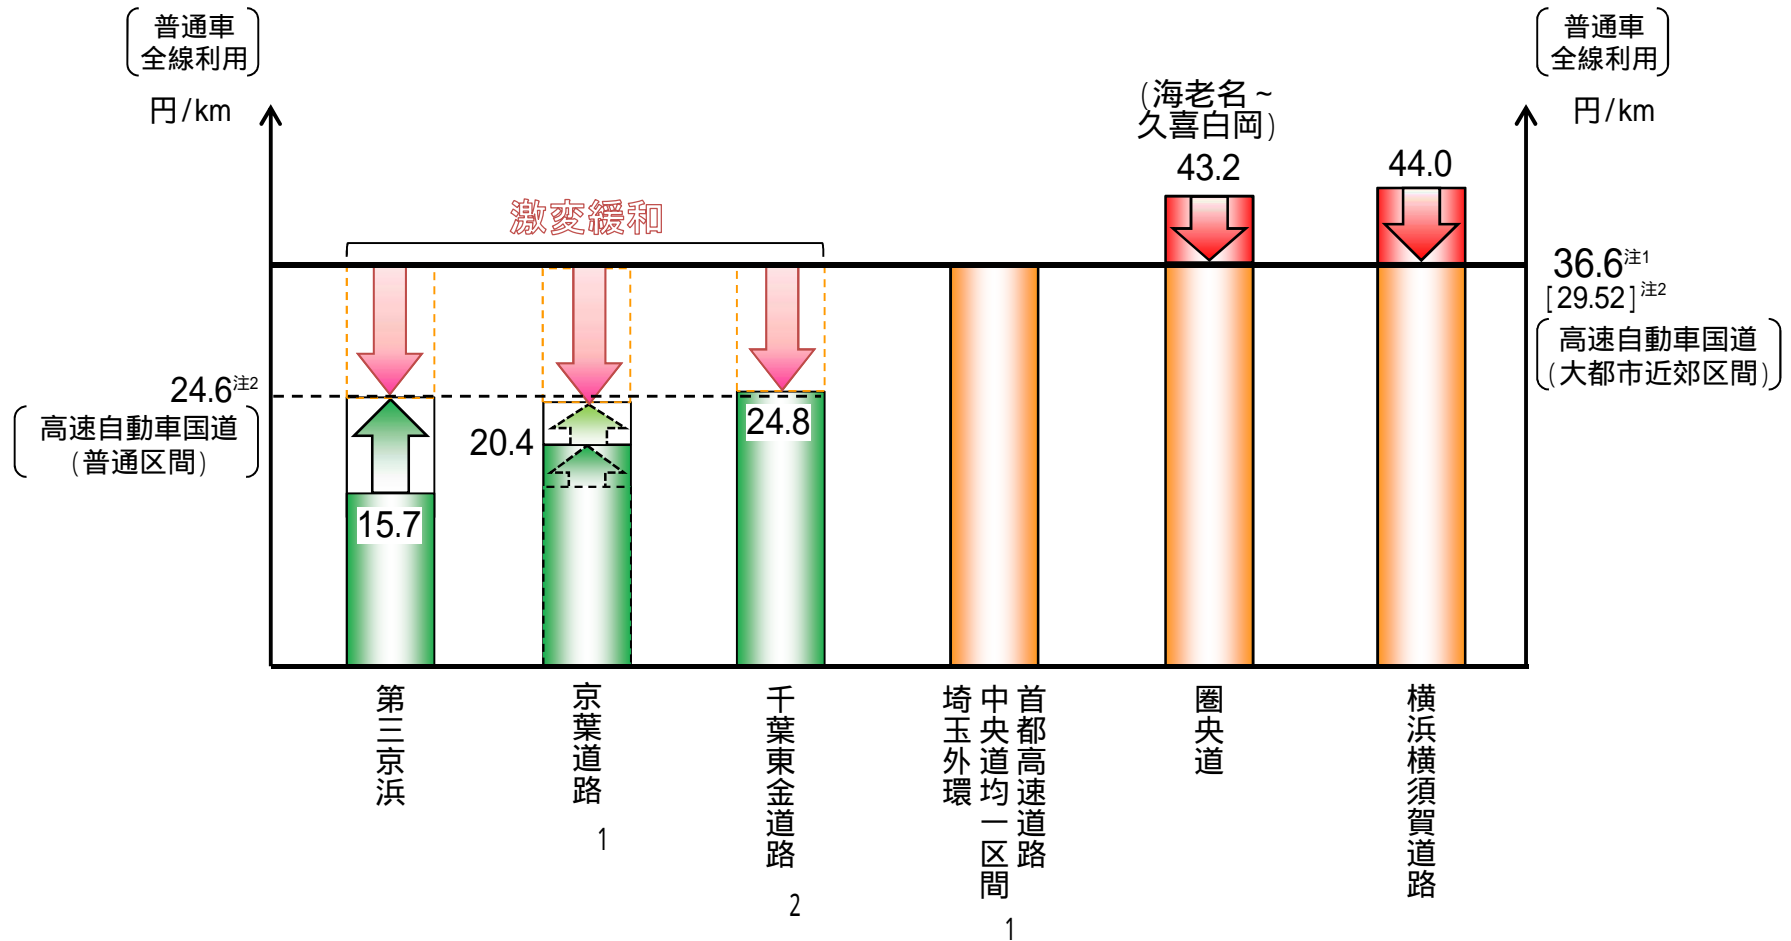 普通車
全線利用
円/km
普通車
全線利用
円/km
(海老名~
久喜白岡)
43.2
44.0
激変緩和
36.6注1
[29.52]注2
高速自動車国道
(大都市近郊区間)
24.6注2
高速自動車国道
(普通区間)
15.7
20.4
24.8
第三京浜
京葉道路
1
千葉東金道路
2
首都高速道路
中央道均一区間
1
埼玉外環
圏央道
横浜横須賀道路